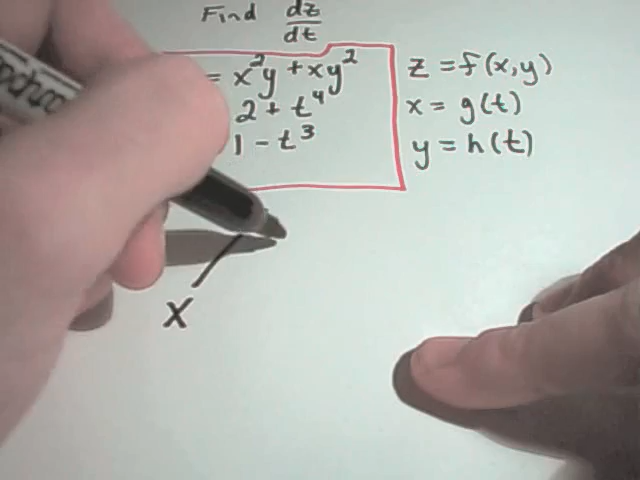 Find dz/dt
= x²y + xy²
2 + t⁴
1 - t³
z = f(x,y)
x = g(t)
y = h(t)
x